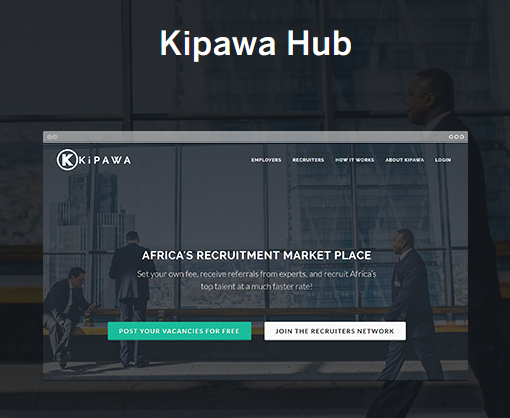 Kipawa Hub
KiPAWA
EMPLOYERS RECRUITERS HOW IT WORKS ABOUT KIPAWA LOGIN
AFRICA'S RECRUITMENT MARKET PLACE
Set your own fee, receive referrals from experts, and recruit Africa's
top talent at a much faster rate!
POST YOUR VACANCIES FOR FREE JOIN THE RECRUITERS NETWORK